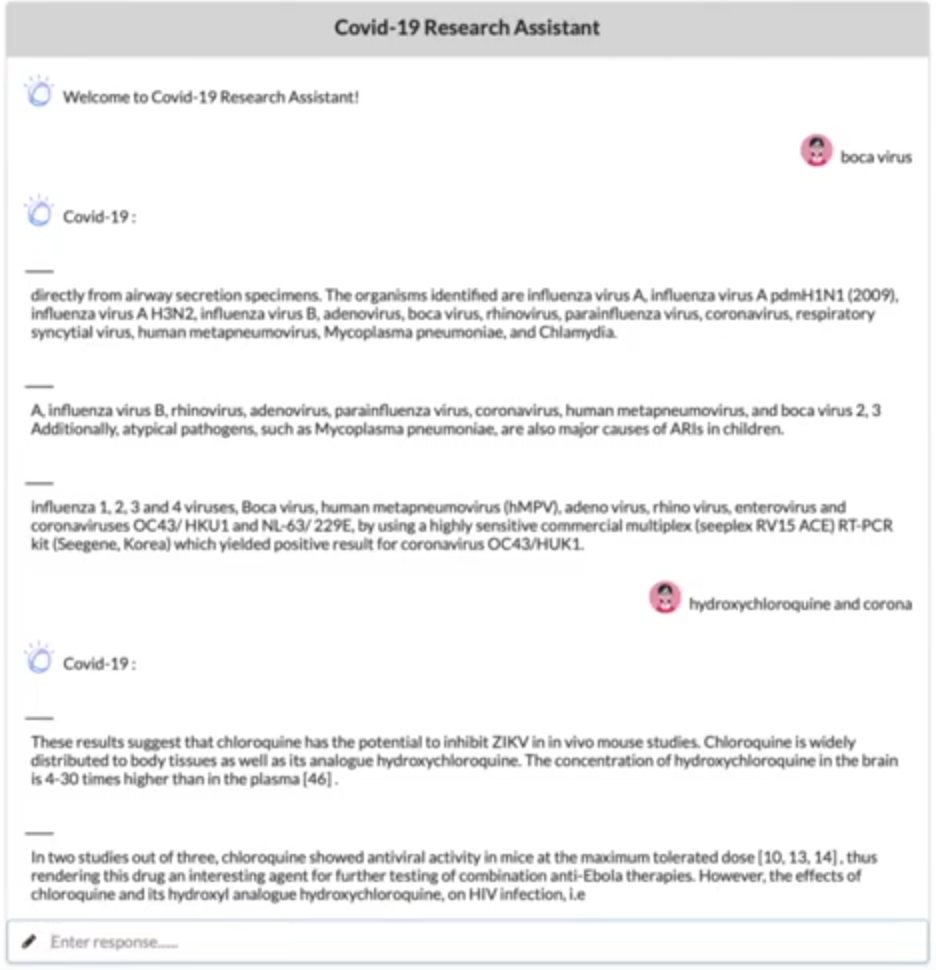 Covid-19 Research Assistant
Welcome to Covid-19 Research Assistant!
boca virus
Covid-19 :
directly from airway secretion specimens. The organisms identified are influenza virus A, influenza virus A pdmH1N1 (2009),
influenza virus A H3N2, influenza virus B, adenovirus, boca virus, rhinovirus, parainfluenza virus, coronavirus, respiratory
syncytial virus, human metapneumovirus, Mycoplasma pneumoniae, and Chlamydia.
A, influenza virus B, rhinovirus, adenovirus, parainfluenza virus, coronavirus, human metapneumovirus, and boca virus 2, 3
Additionally, atypical pathogens, such as Mycoplasma pneumoniae, are also major causes of ARIs in children.
influenza 1, 2, 3 and 4 viruses, Boca virus, human metapneumovirus (hMPV), adeno virus, rhino virus, enterovirus and
coronaviruses OC43/ HKU1 and NL-63/ 229E, by using a highly sensitive commercial multiplex (seeplex RV15 ACE) RT-PCR
kit (Seegene, Korea) which yielded positive result for coronavirus OC43/HUK1.
hydroxychloroquine and corona
Covid-19 :
These results suggest that chloroquine has the potential to inhibit ZIKV in in vivo mouse studies. Chloroquine is widely
distributed to body tissues as well as its analogue hydroxychloroquine. The concentration of hydroxychloroquine in the brain
is 4-30 times higher than in the plasma [46] .
In two studies out of three, chloroquine showed antiviral activity in mice at the maximum tolerated dose [10, 13, 14] , thus
rendering this drug an interesting agent for further testing of combination anti-Ebola therapies. However, the effects of
chloroquine and its hydroxyl analogue hydroxychloroquine, on HIV infection, i.e
Enter response......